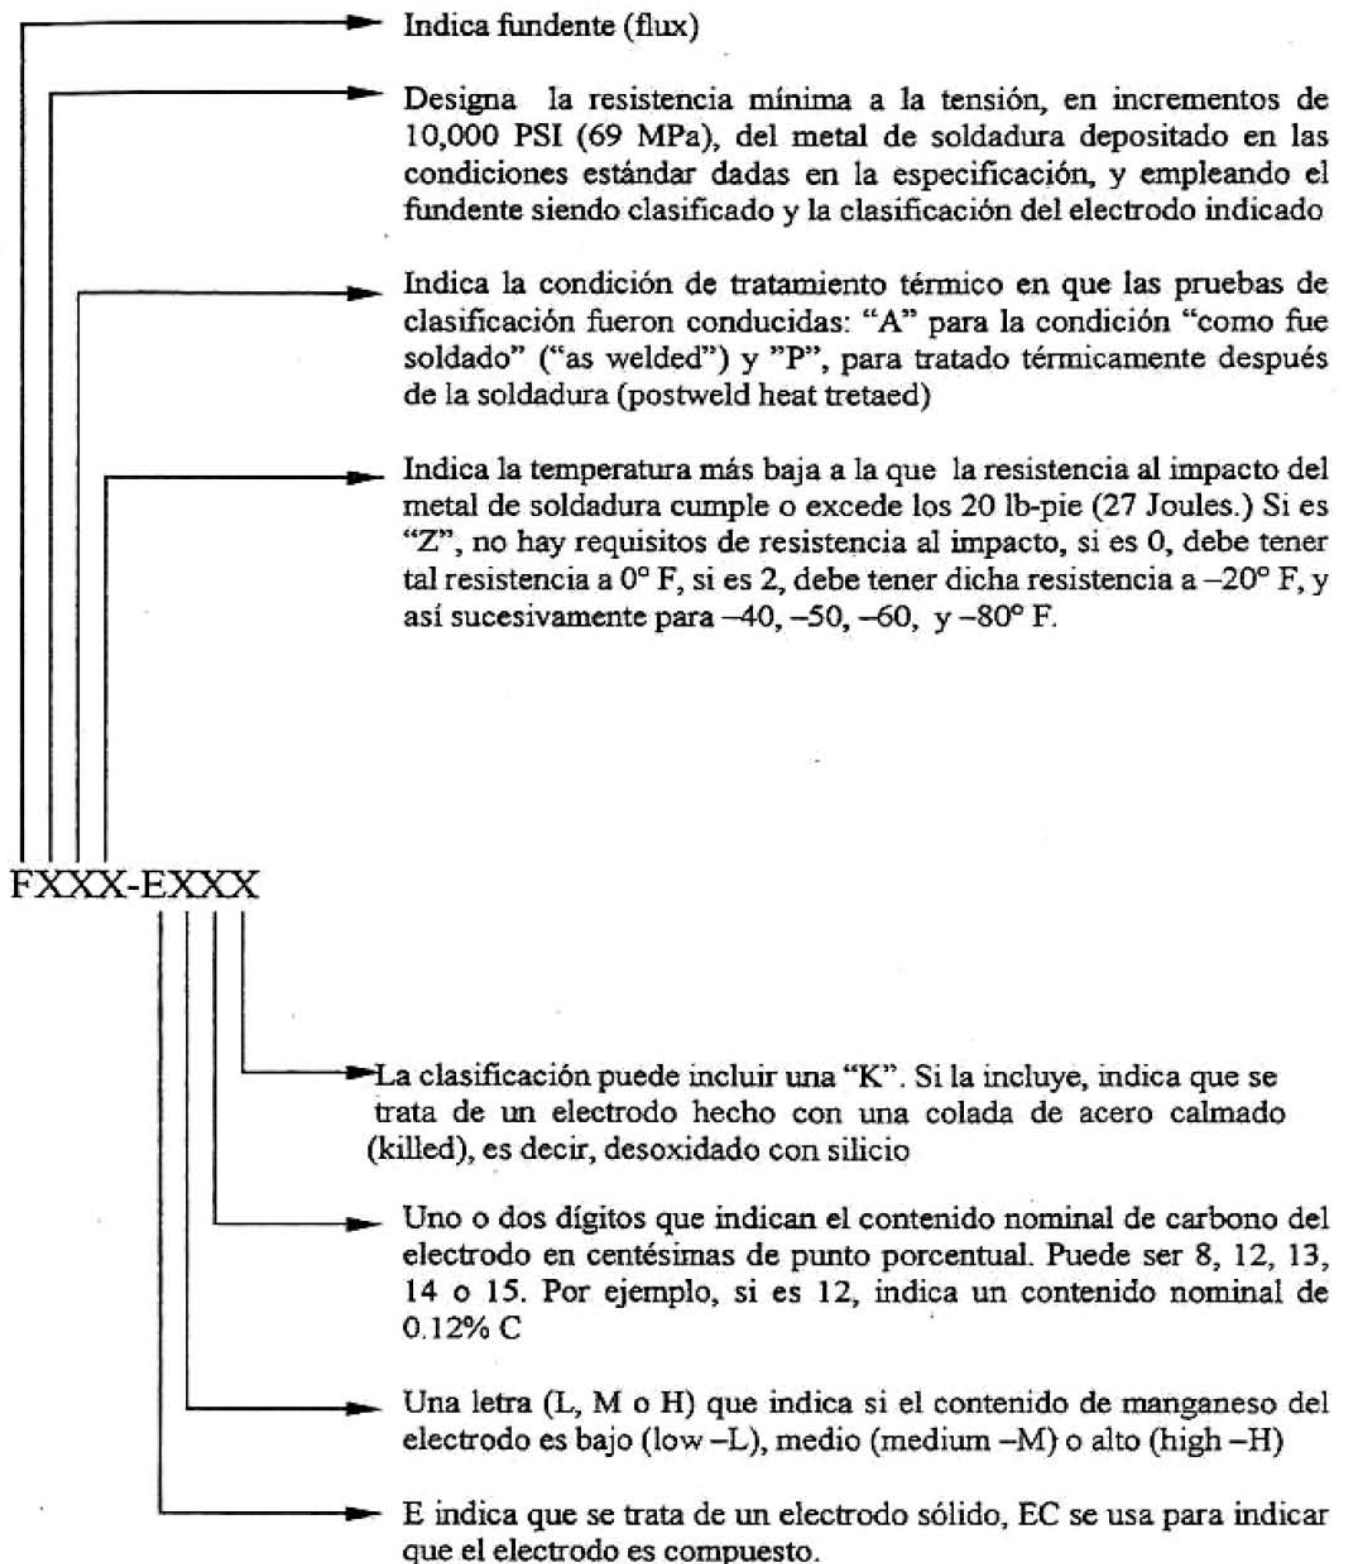 Indica fundente (flux)
Designa la resistencia mínima a la tensión, en incrementos de
10,000 PSI (69 MPa), del metal de soldadura depositado en las
condiciones estándar dadas en la especificación, y empleando el
fundente siendo clasificado y la clasificación del electrodo indicado
Indica la condición de tratamiento térmico en que las pruebas de
clasificación fueron conducidas: “A” para la condición “como fue
soldado” (“as welded”) y ”P”, para tratado térmicamente después
de la soldadura (postweld heat tretaed)
Indica la temperatura más baja a la que la resistencia al impacto del
metal de soldadura cumple o excede los 20 lb-pie (27 Joules.) Si es
“Z”, no hay requisitos de resistencia al impacto, si es 0, debe tener
tal resistencia a 0° F, si es 2, debe tener dicha resistencia a –20° F, y
así sucesivamente para –40, –50, –60, y –80° F.
FXXX-EXXX
La clasificación puede incluir una “K”. Si la incluye, indica que se
trata de un electrodo hecho con una colada de acero calmado
(killed), es decir, desoxidado con silicio
Uno o dos dígitos que indican el contenido nominal de carbono del
electrodo en centésimas de punto porcentual. Puede ser 8, 12, 13,
14 o 15. Por ejemplo, si es 12, indica un contenido nominal de
0.12% C
Una letra (L, M o H) que indica si el contenido de manganeso del
electrodo es bajo (low –L), medio (medium –M) o alto (high –H)
E indica que se trata de un electrodo sólido, EC se usa para indicar
que el electrodo es compuesto.